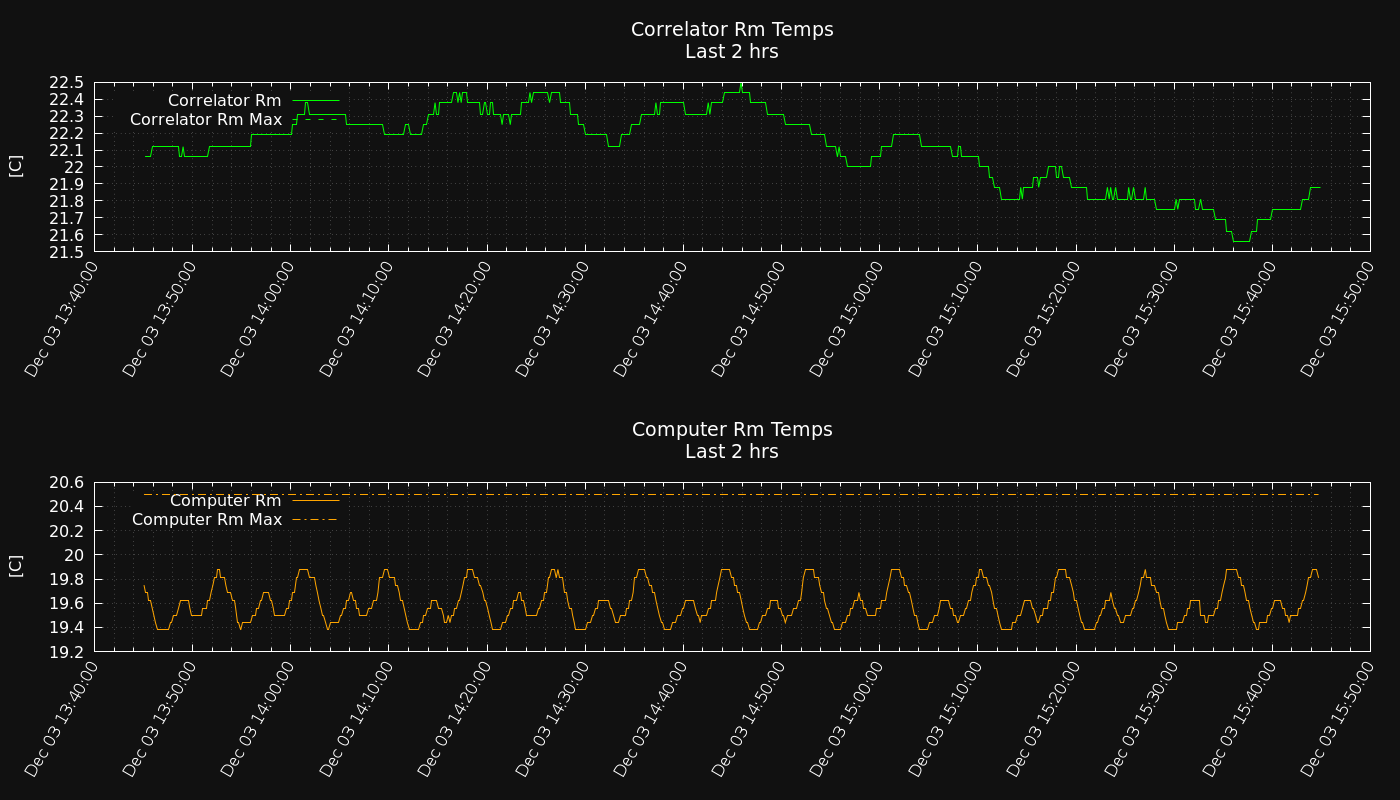 Correlator Rm Temps
Last 2 hrs
22.5
22.4
22.3
22.2
22.1
22
21.9
21.8
21.7
21.6
21.5
[C]
Correlator Rm
Correlator Rm Max
Dec 03 13:40:00
Dec 03 13:50:00
Dec 03 14:00:00
Dec 03 14:10:00
Dec 03 14:20:00
Dec 03 14:30:00
Dec 03 14:40:00
Dec 03 14:50:00
Dec 03 15:00:00
Dec 03 15:10:00
Dec 03 15:20:00
Dec 03 15:30:00
Dec 03 15:40:00
Dec 03 15:50:00
Computer Rm Temps
Last 2 hrs
20.6
20.4
20.2
20
19.8
19.6
19.4
19.2
[C]
Computer Rm
Computer Rm Max
Dec 03 13:40:00
Dec 03 13:50:00
Dec 03 14:00:00
Dec 03 14:10:00
Dec 03 14:20:00
Dec 03 14:30:00
Dec 03 14:40:00
Dec 03 14:50:00
Dec 03 15:00:00
Dec 03 15:10:00
Dec 03 15:20:00
Dec 03 15:30:00
Dec 03 15:40:00
Dec 03 15:50:00